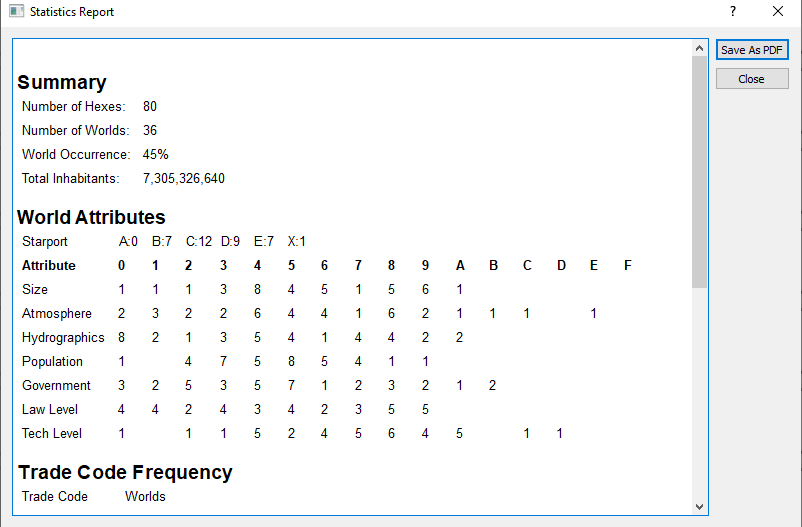 Statistics Report
Save As PDF
Close
Summary
Number of Hexes: 80
Number of Worlds: 36
World Occurrence: 45%
Total Inhabitants: 7,305,326,640
World Attributes
Starport A:0 B:7 C:12 D:9 E:7 X:1
Attribute 0 1 2 3 4 5 6 7 8 9 A B C D E F
Size 1 1 1 3 8 4 5 1 5 6 1
Atmosphere 2 3 2 2 6 4 4 1 6 2 1 1 1 1
Hydrographics 8 2 1 3 5 4 1 4 4 2 2
Population 1 4 7 5 8 5 4 1 1
Government 3 2 5 3 5 7 1 2 3 2 1 2
Law Level 4 4 2 4 3 4 2 3 5 5
Tech Level 1 1 1 5 2 4 5 6 4 5 1 1
Trade Code Frequency
Trade Code Worlds